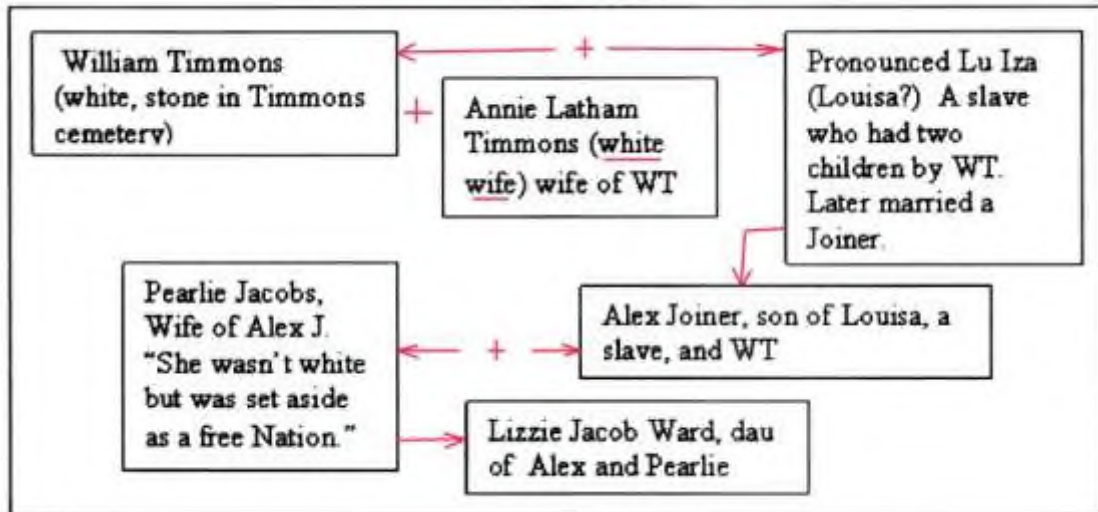 William Timmons
(white, stone in Timmons
cemetery)
+
+
Annie Latham
Timmons (white
wife) wife of WT
Pronounced Lu Iza
(Louisa?) A slave
who had two
children by WT.
Later married a
Joiner.
Pearlie Jacobs,
Wife of Alex J.
“She wasn’t white
but was set aside
as a free Nation.”
+
Alex Joiner, son of Louisa, a
slave, and WT
Lizzie Jacob Ward, dau
of Alex and Pearlie